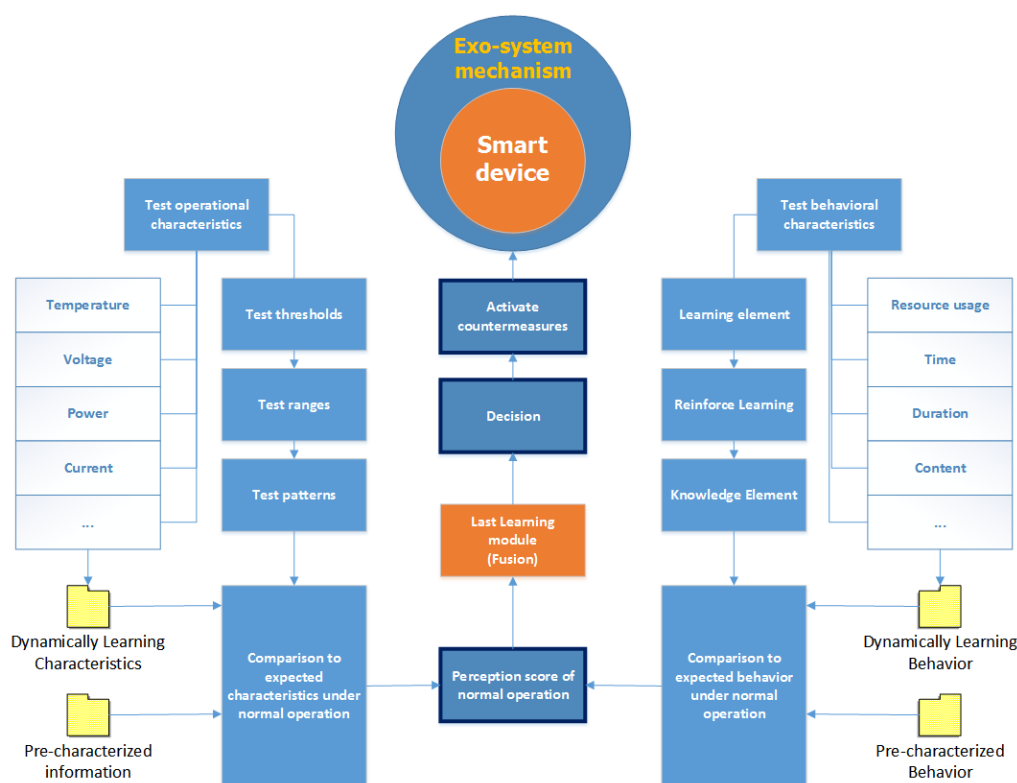 Exo-system
mechanism
Smart
device
Test operational
characteristics
Temperature
Voltage
Power
Current
...
Test thresholds
Test ranges
Test patterns
Dynamically Learning
Characteristics
Pre-characterized
information
Comparison to
expected
characteristics under
normal operation
Activate
countermeasures
Decision
Last Learning
module
(Fusion)
Perception score of
normal operation
Test behavioral
characteristics
Learning element
Reinforce Learning
Knowledge Element
Comparison to
expected behavior
under normal
operation
Resource usage
Time
Duration
Content
...
Dynamically Learning
Behavior
Pre-characterized
Behavior